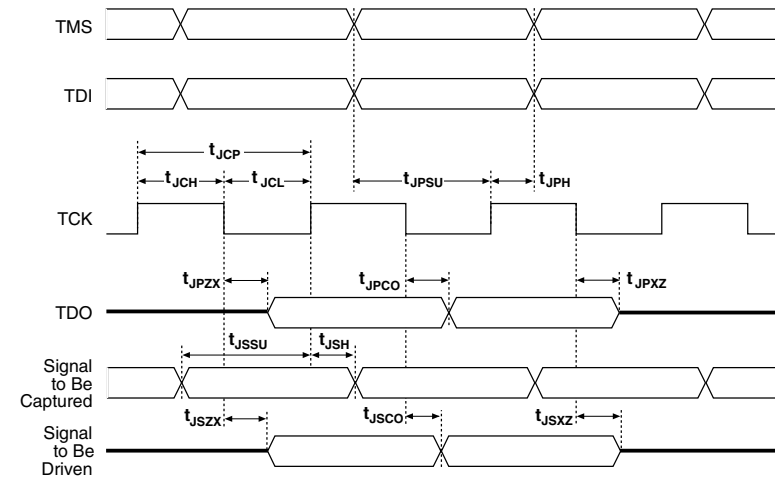 TMS
TDI
tJCP
tJCH tJCL tJPSU tJPH
TCK
tJPZX tJPCO tJPXZ
TDO
tJSSU tJSH
Signal
to Be
Captured
tJSZX tJSCO tJSXZ
Signal
to Be
Driven